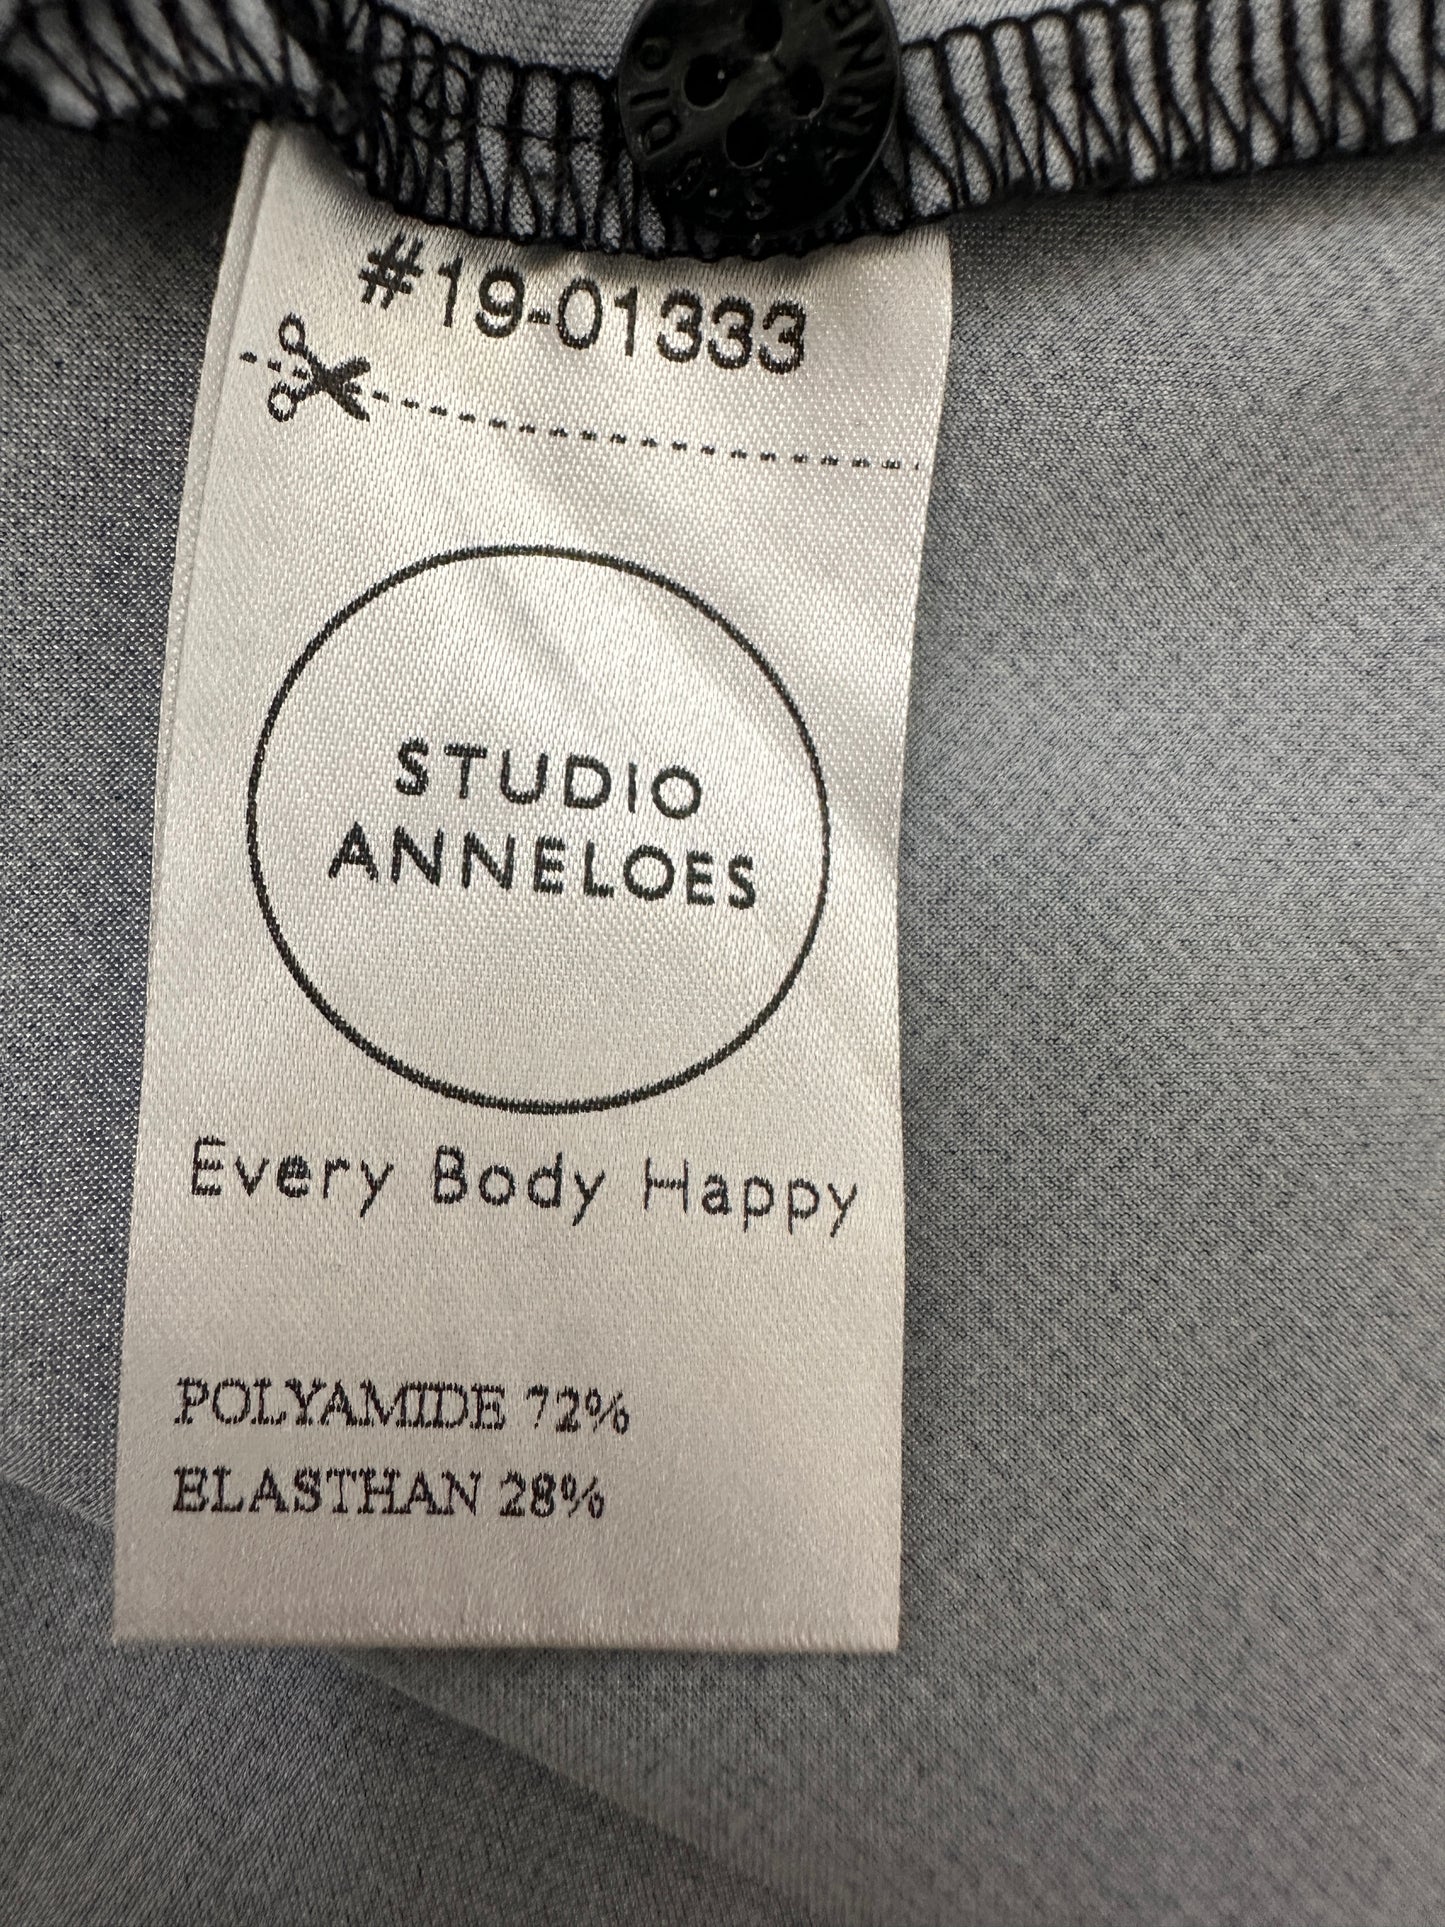 #19-01333
STUDIO
ANNELOES
Every Body Happy
POLYAMIDE 72%
ELASTHAN 28%